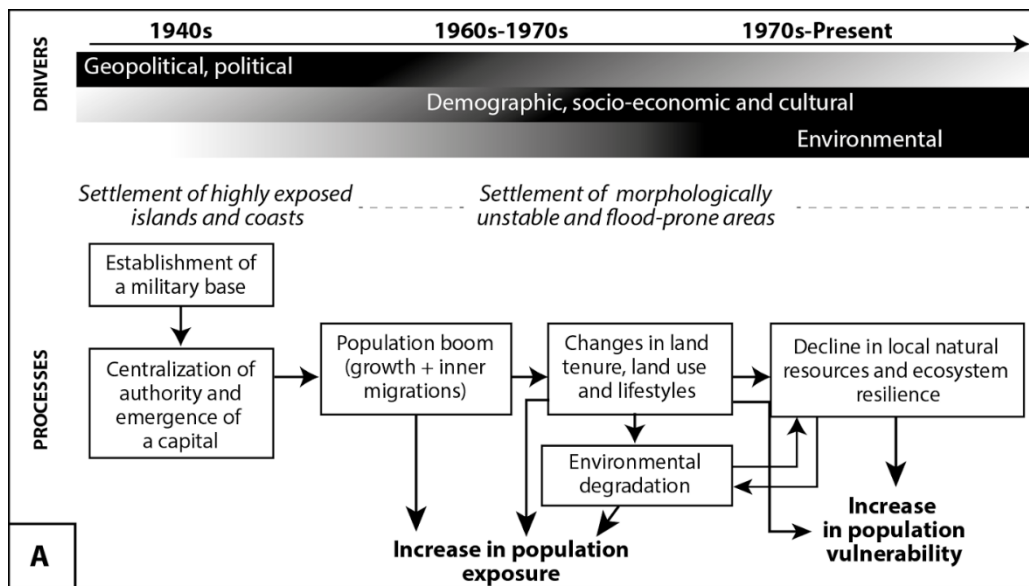 1940s
1960s-1970s
1970s-Present
DRIVERS
Geopolitical, political
Demographic, socio-economic and cultural
Environmental
Settlement of highly exposed
islands and coasts
Settlement of morphologically
unstable and flood-prone areas
PROCESSES
Establishment of
a military base
Centralization of
authority and
emergence of
a capital
Population boom
(growth + inner
migrations)
Changes in land
tenure, land use
and lifestyles
Decline in local natural
resources and ecosystem
resilience
Environmental
degradation
Increase in population
exposure
Increase
in population
vulnerability
A